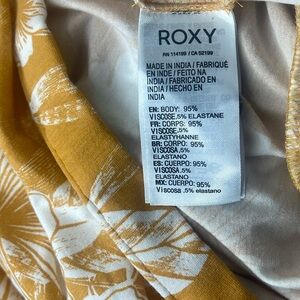 ROXY
RN 114189 / CA 52199
MADE IN INDIA / FABRIQUÉ
EN INDE / FEITO NA
INDIA / FABRICADO EN
INDIA / HECHO EN
INDIA
EN: BODY: 95%
VISCOSE,5% ELASTANE
FR: CORPS: 95%
VISCOSE,5%
ELASTYHANNE
BR: CORPO: 95%
VISCOSA,5%
ELASTANO
ES: CUERPO: 95%
VISCOSA,5%
ELASTANO
MX: CUERPO: 95%
Viscosa ,5% elastano